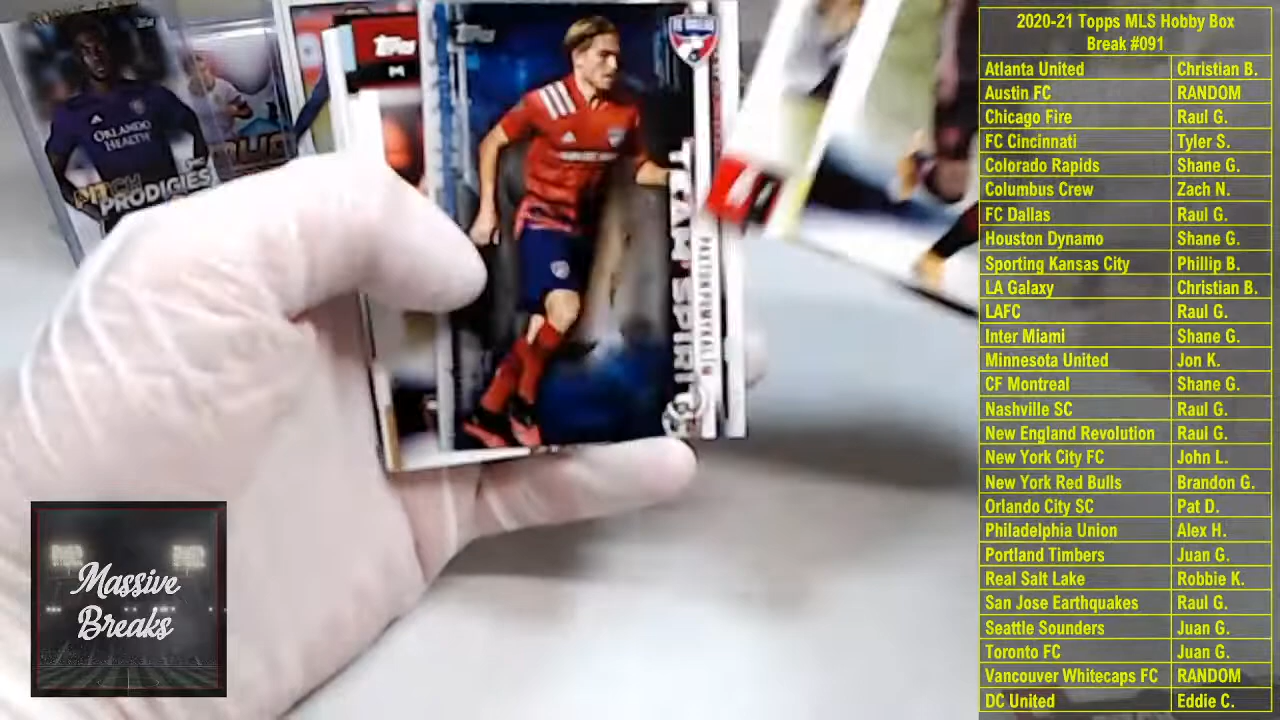 Topps
ORLANDO
HEALTH
PITCH
PRODIGIES
Topps
M
Topps
FC DALLAS
TEAM SPIRIT
PAXTON POMYKAL
Massive
Breaks
2020-21 Topps MLS Hobby Box
Break #091
Atlanta United Christian B.
Austin FC RANDOM
Chicago Fire Raul G.
FC Cincinnati Tyler S.
Colorado Rapids Shane G.
Columbus Crew Zach N.
FC Dallas Raul G.
Houston Dynamo Shane G.
Sporting Kansas City Phillip B.
LA Galaxy Christian B.
LAFC Raul G.
Inter Miami Shane G.
Minnesota United Jon K.
CF Montreal Shane G.
Nashville SC Raul G.
New England Revolution Raul G.
New York City FC John L.
New York Red Bulls Brandon G.
Orlando City SC Pat D.
Philadelphia Union Alex H.
Portland Timbers Juan G.
Real Salt Lake Robbie K.
San Jose Earthquakes Raul G.
Seattle Sounders Juan G.
Toronto FC Juan G.
Vancouver Whitecaps FC RANDOM
DC United Eddie C.